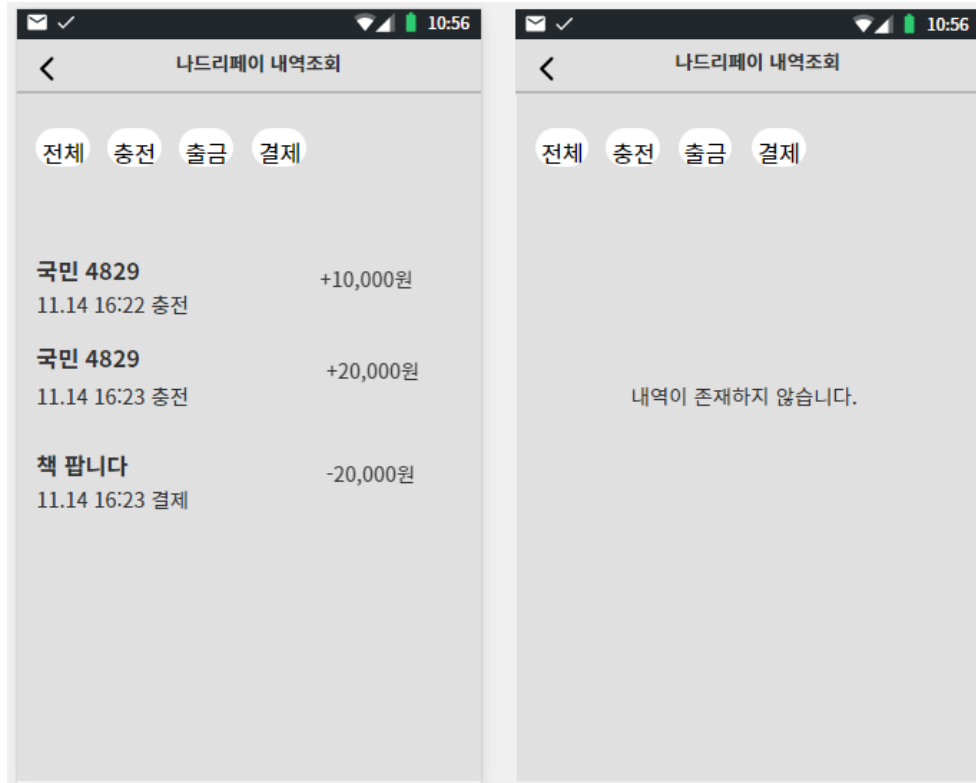 10:56
나드리페이 내역조회
전체 충전 출금 결제
국민 4829
+10,000원
11.14 16:22 충전
국민 4829
+20,000원
11.14 16:23 충전
책 팝니다
-20,000원
11.14 16:23 결제
10:56
나드리페이 내역조회
전체 충전 출금 결제
내역이 존재하지 않습니다.